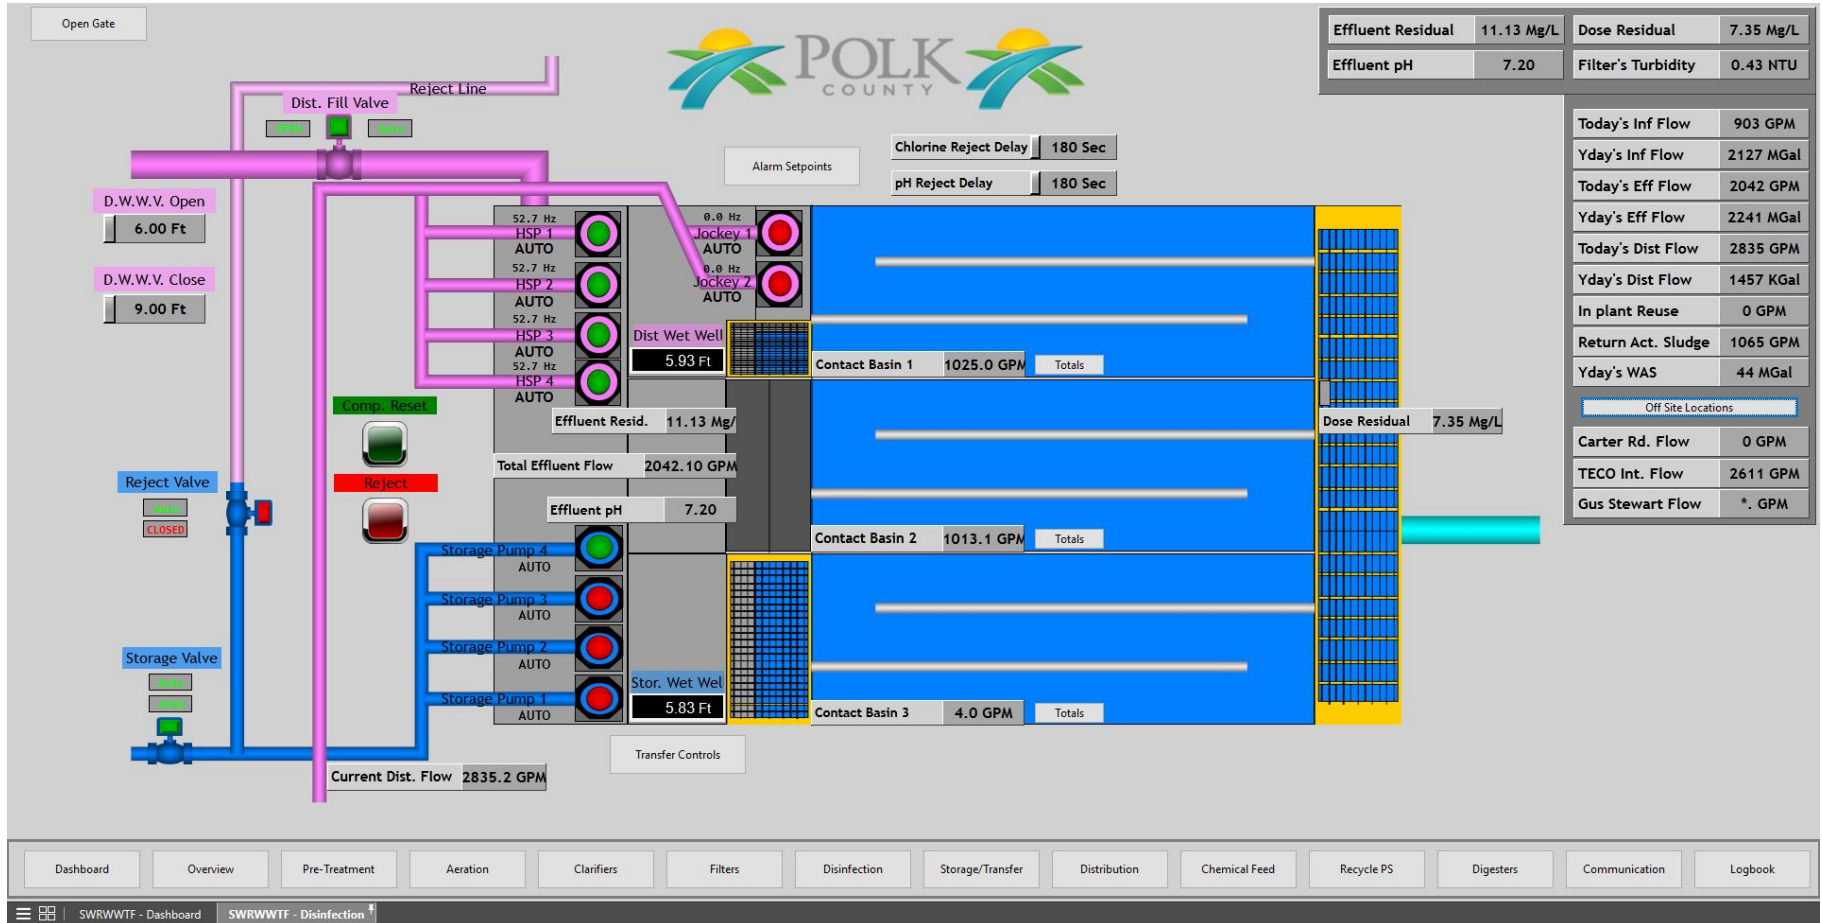 Open Gate
POLK
COUNTY
Effluent Residual 11.13 Mg/L Dose Residual 7.35 Mg/L
Effluent pH 7.20 Filter's Turbidity 0.43 NTU
Reject Line
Dist. Fill Valve
OPEN Auto
Alarm Setpoints
Chlorine Reject Delay 180 Sec
pH Reject Delay 180 Sec
Today's Inf Flow 903 GPM
Yday's Inf Flow 2127 MGal
Today's Eff Flow 2042 GPM
Yday's Eff Flow 2241 MGal
Today's Dist Flow 2835 GPM
Yday's Dist Flow 1457 KGal
In plant Reuse 0 GPM
Return Act. Sludge 1065 GPM
Yday's WAS 44 MGal
Off Site Locations
Carter Rd. Flow 0 GPM
TECO Int. Flow 2611 GPM
Gus Stewart Flow *. GPM
D.W.W.V. Open
6.00 Ft
D.W.W.V. Close
9.00 Ft
52.7 Hz
HSP 1
AUTO
52.7 Hz
HSP 2
AUTO
52.7 Hz
HSP 3
AUTO
52.7 Hz
HSP 4
AUTO
0.0 Hz
Jockey 1
AUTO
0.0 Hz
Jockey 2
AUTO
Dist Wet Well
5.93 Ft
Contact Basin 1 1025.0 GPM Totals
Comp. Reset
Reject
Effluent Resid. 11.13 Mg/
Dose Residual 7.35 Mg/L
Total Effluent Flow 2042.10 GPM
Effluent pH 7.20
Contact Basin 2 1013.1 GPM Totals
Reject Valve
Auto
CLOSED
Storage Pump 4
AUTO
Storage Pump 3
AUTO
Storage Pump 2
AUTO
Storage Pump 1
AUTO
Storage Valve
Auto
OPEN
Stor. Wet Wel
5.83 Ft
Contact Basin 3 4.0 GPM Totals
Transfer Controls
Current Dist. Flow 2835.2 GPM
Dashboard Overview Pre-Treatment Aeration Clarifiers Filters Disinfection Storage/Transfer Distribution Chemical Feed Recycle PS Digesters Communication Logbook
SWRWWTF - Dashboard SWRWWTF - Disinfection